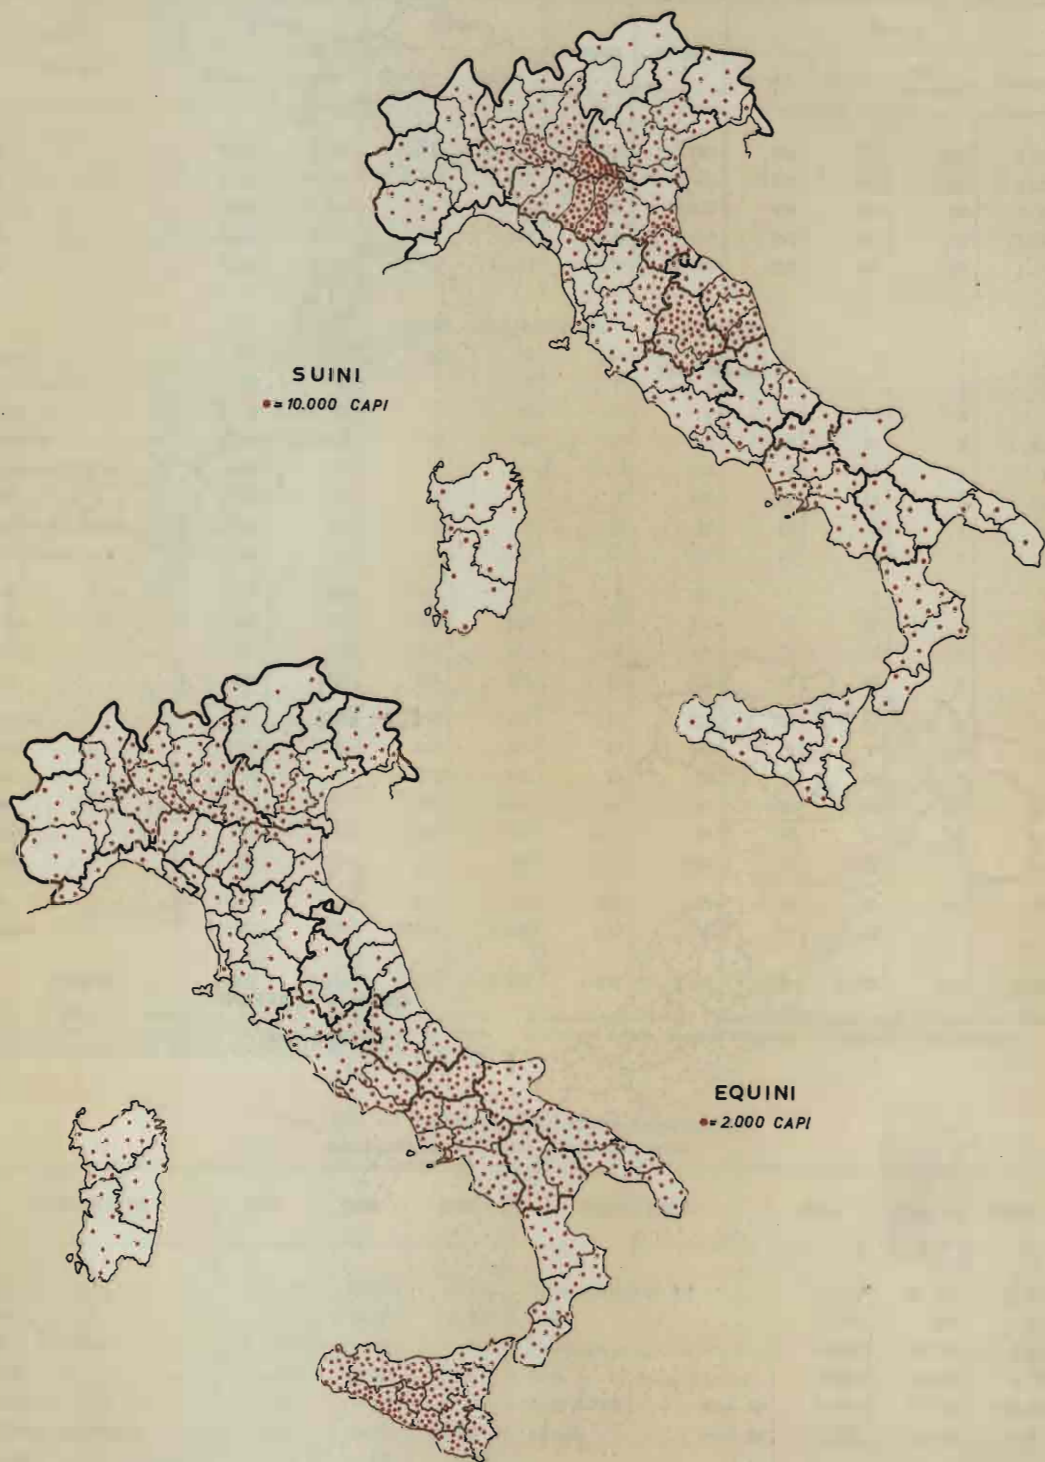 SUINI
= 10.000 CAPI
EQUINI
= 2.000 CAPI